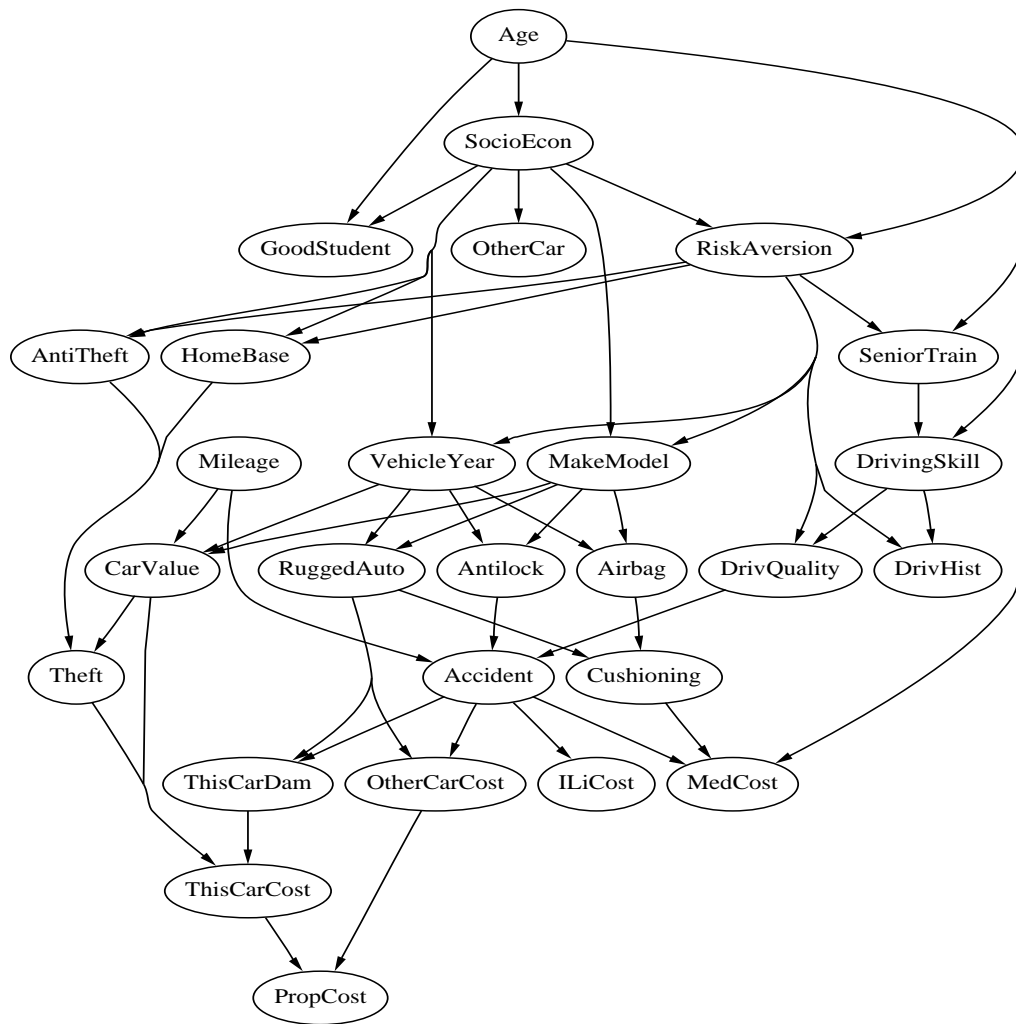 Age
SocioEcon
GoodStudent
OtherCar
RiskAversion
AntiTheft
HomeBase
SeniorTrain
Mileage
VehicleYear
MakeModel
DrivingSkill
CarValue
RuggedAuto
Antilock
Airbag
DrivQuality
DrivHist
Theft
Accident
Cushioning
ThisCarDam
OtherCarCost
ILiCost
MedCost
ThisCarCost
PropCost